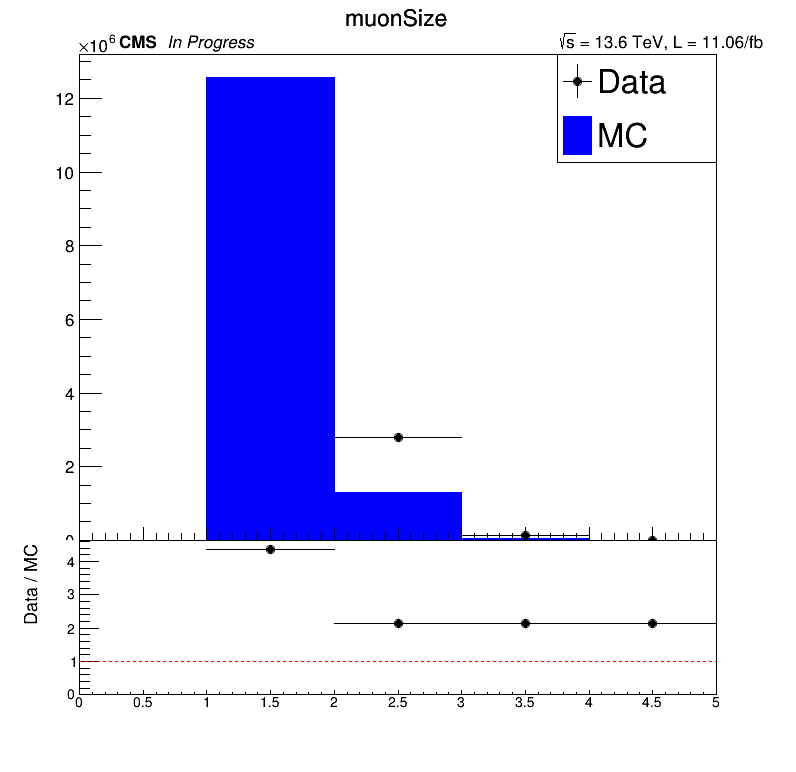 muonSize
×10⁶ CMS In Progress √s = 13.6 TeV, L = 11.06/fb
Data
MC
12
10
8
6
4
2
0
Data / MC
4
3
2
1
0
0 0.5 1 1.5 2 2.5 3 3.5 4 4.5 5